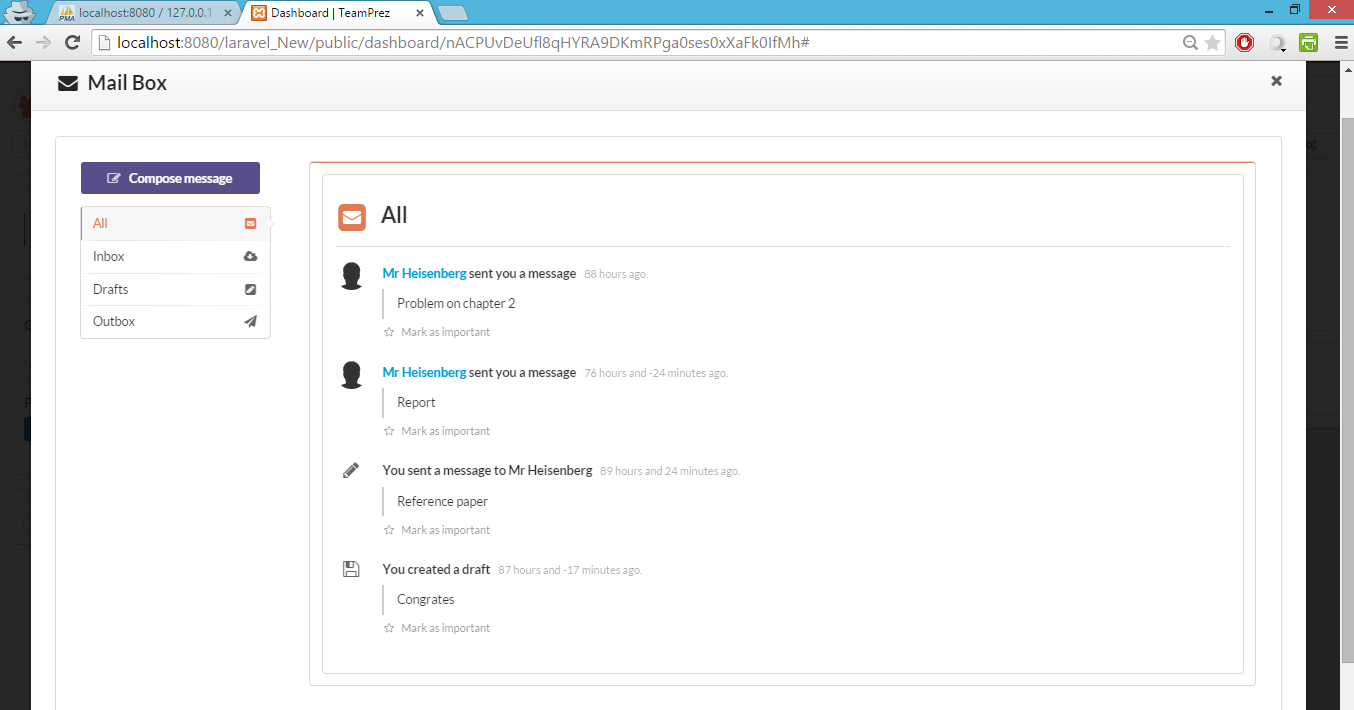 localhost:8080 / 127.0.0.1
Dashboard | TeamPrez
localhost:8080/laravel_New/public/dashboard/nACPUvDeUfl8qHYRA9DKmRPga0ses0xXaFk0IfMh#
Mail Box
Compose message
All
Inbox
Drafts
Outbox
All
Mr Heisenberg sent you a message 88 hours ago.
Problem on chapter 2
Mark as important
Mr Heisenberg sent you a message 76 hours and -24 minutes ago.
Report
Mark as important
You sent a message to Mr Heisenberg 89 hours and 24 minutes ago.
Reference paper
Mark as important
You created a draft 87 hours and -17 minutes ago.
Congrates
Mark as important